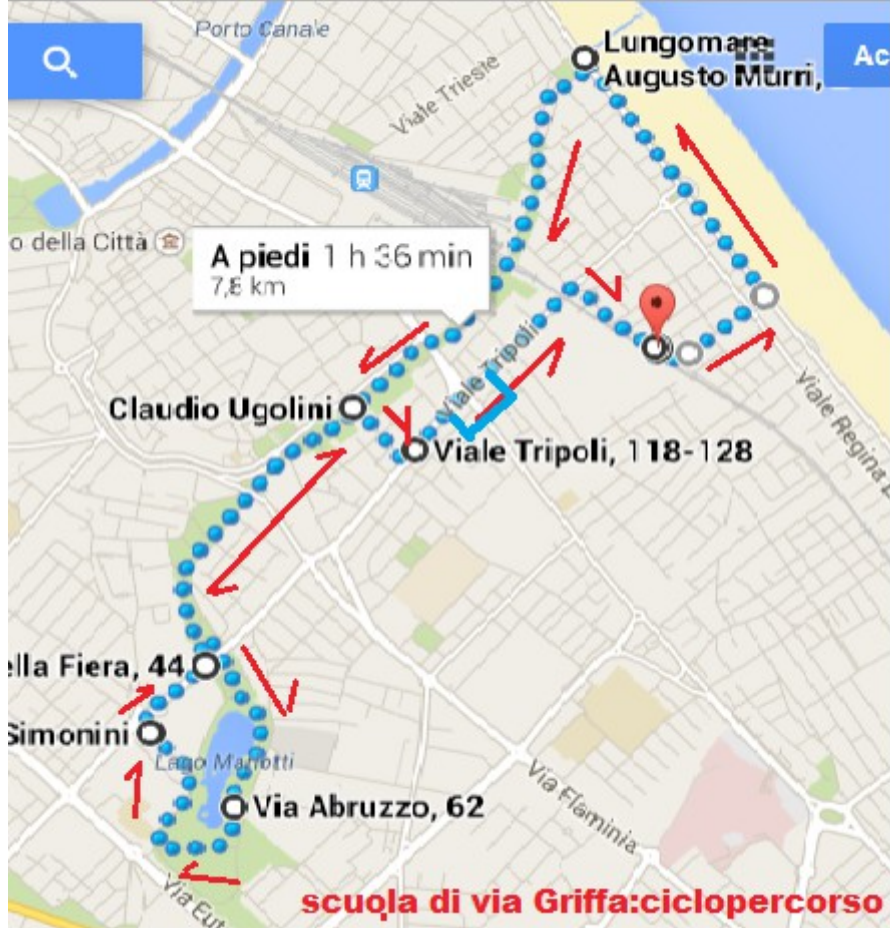 Porto Canale
Lungomare
Augusto Murri,
Ac
Viale Trieste
o della Città
A piedi 1 h 36 min
7,8 km
Viale Tripoli
Claudio Ugolini
Viale Tripoli, 118-128
Viale Regina E
ella Fiera, 44
Simonini
Lago Mariotti
Via Abruzzo, 62
Via Flaminia
Via Eut
scuola di via Griffa:ciclopercorso